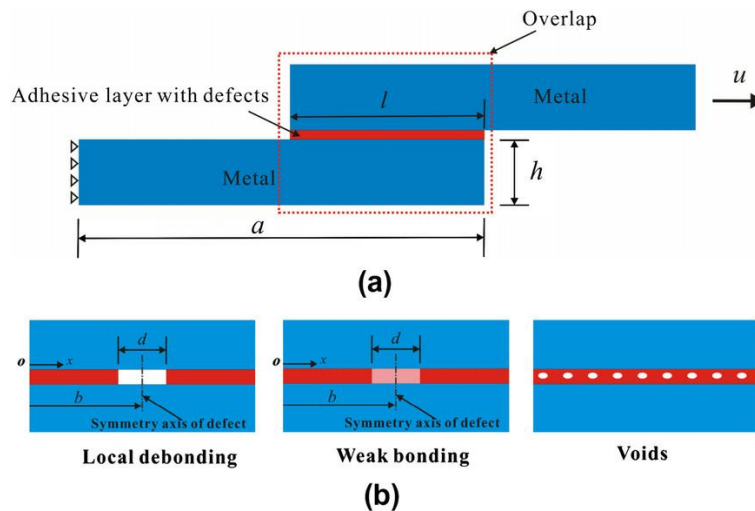 Overlap
Adhesive layer with defects
l
Metal
u
Metal
h
a
(a)
d
o
x
b
Symmetry axis of defect
Local debonding
d
o
x
b
Symmetry axis of defect
Weak bonding
Voids
(b)